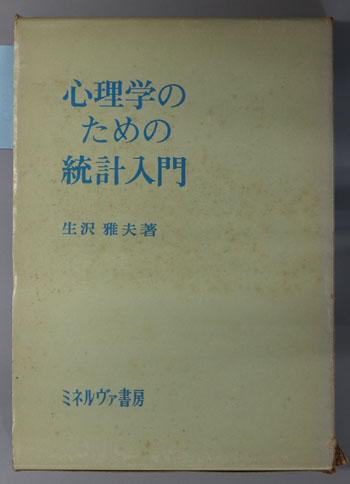 心理学の
ための
統計入門
生沢 雅夫著
ミネルヴァ書房